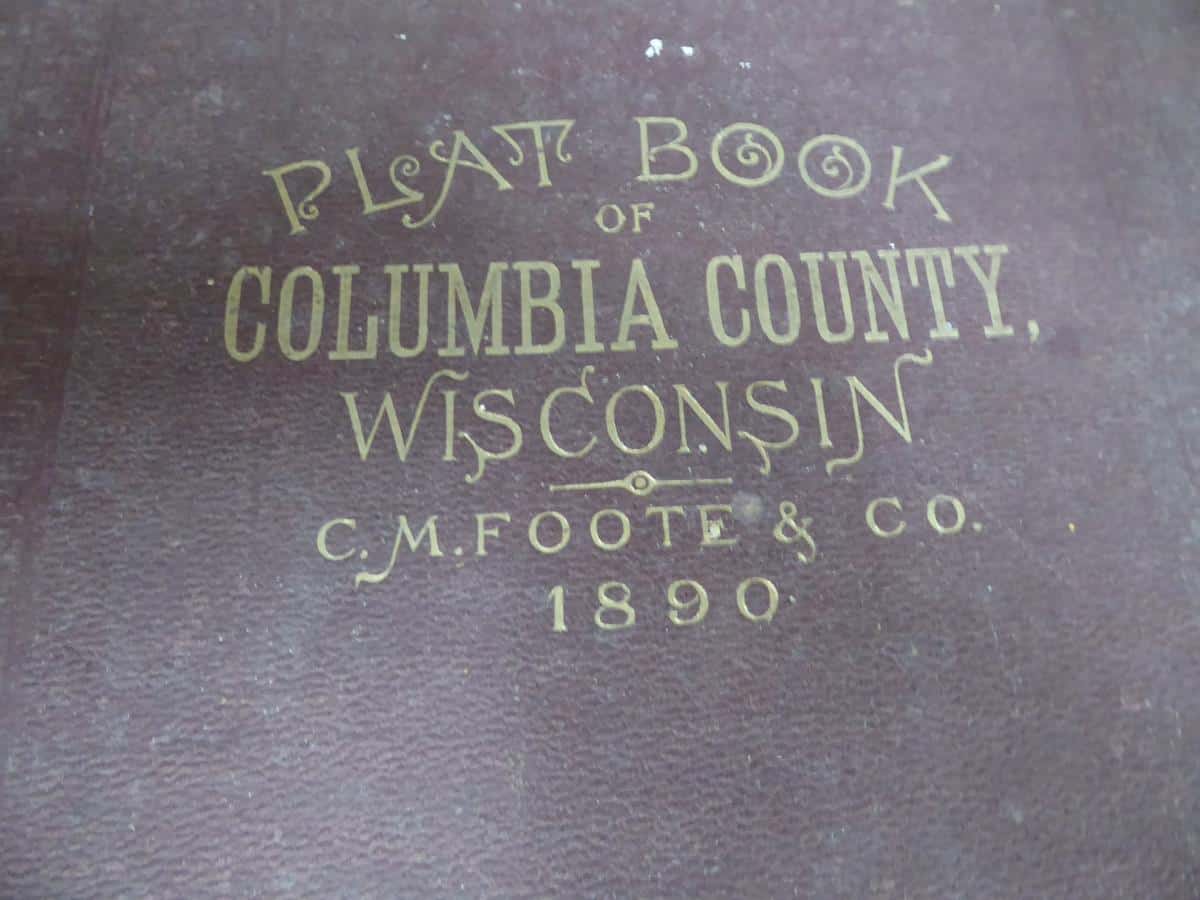 PLAT BOOK
OF
COLUMBIA COUNTY,
WISCONSIN
C. M. FOOTE & CO.
1890